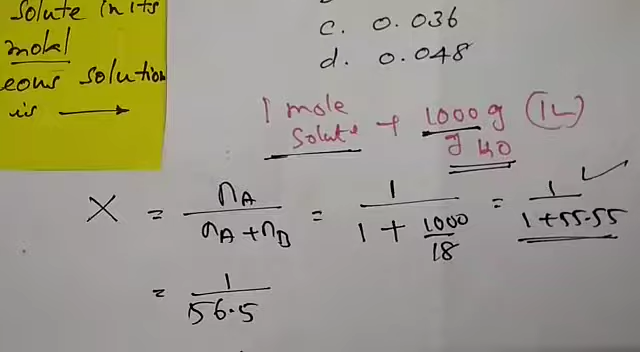 Solute in its
molal
eous solution
is →
c. 0.036
d. 0.048
1 mole solute + 1000 g (1L)
of H2O
X = nA / nA + nB = 1 / 1 + 1000/18 = 1 / 1 + 55.55 ✓
= 1 / 56.5